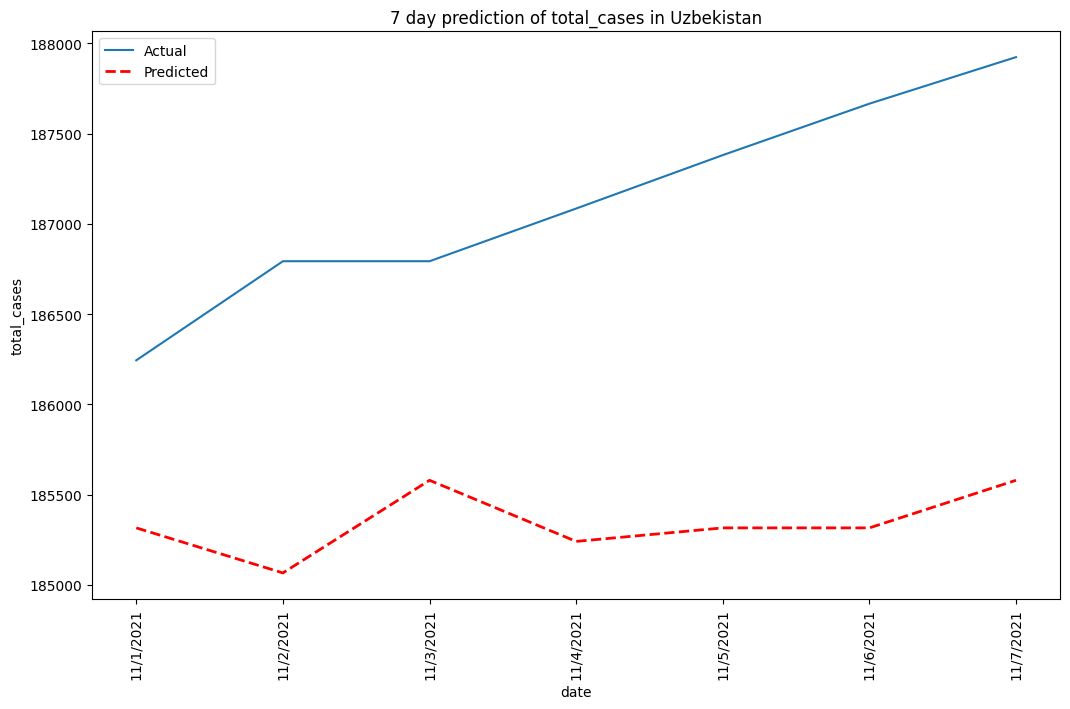 7 day prediction of total_cases in Uzbekistan
Actual
Predicted
188000
187500
187000
186500
186000
185500
185000
total_cases
11/1/2021
11/2/2021
11/3/2021
11/4/2021
11/5/2021
11/6/2021
11/7/2021
date